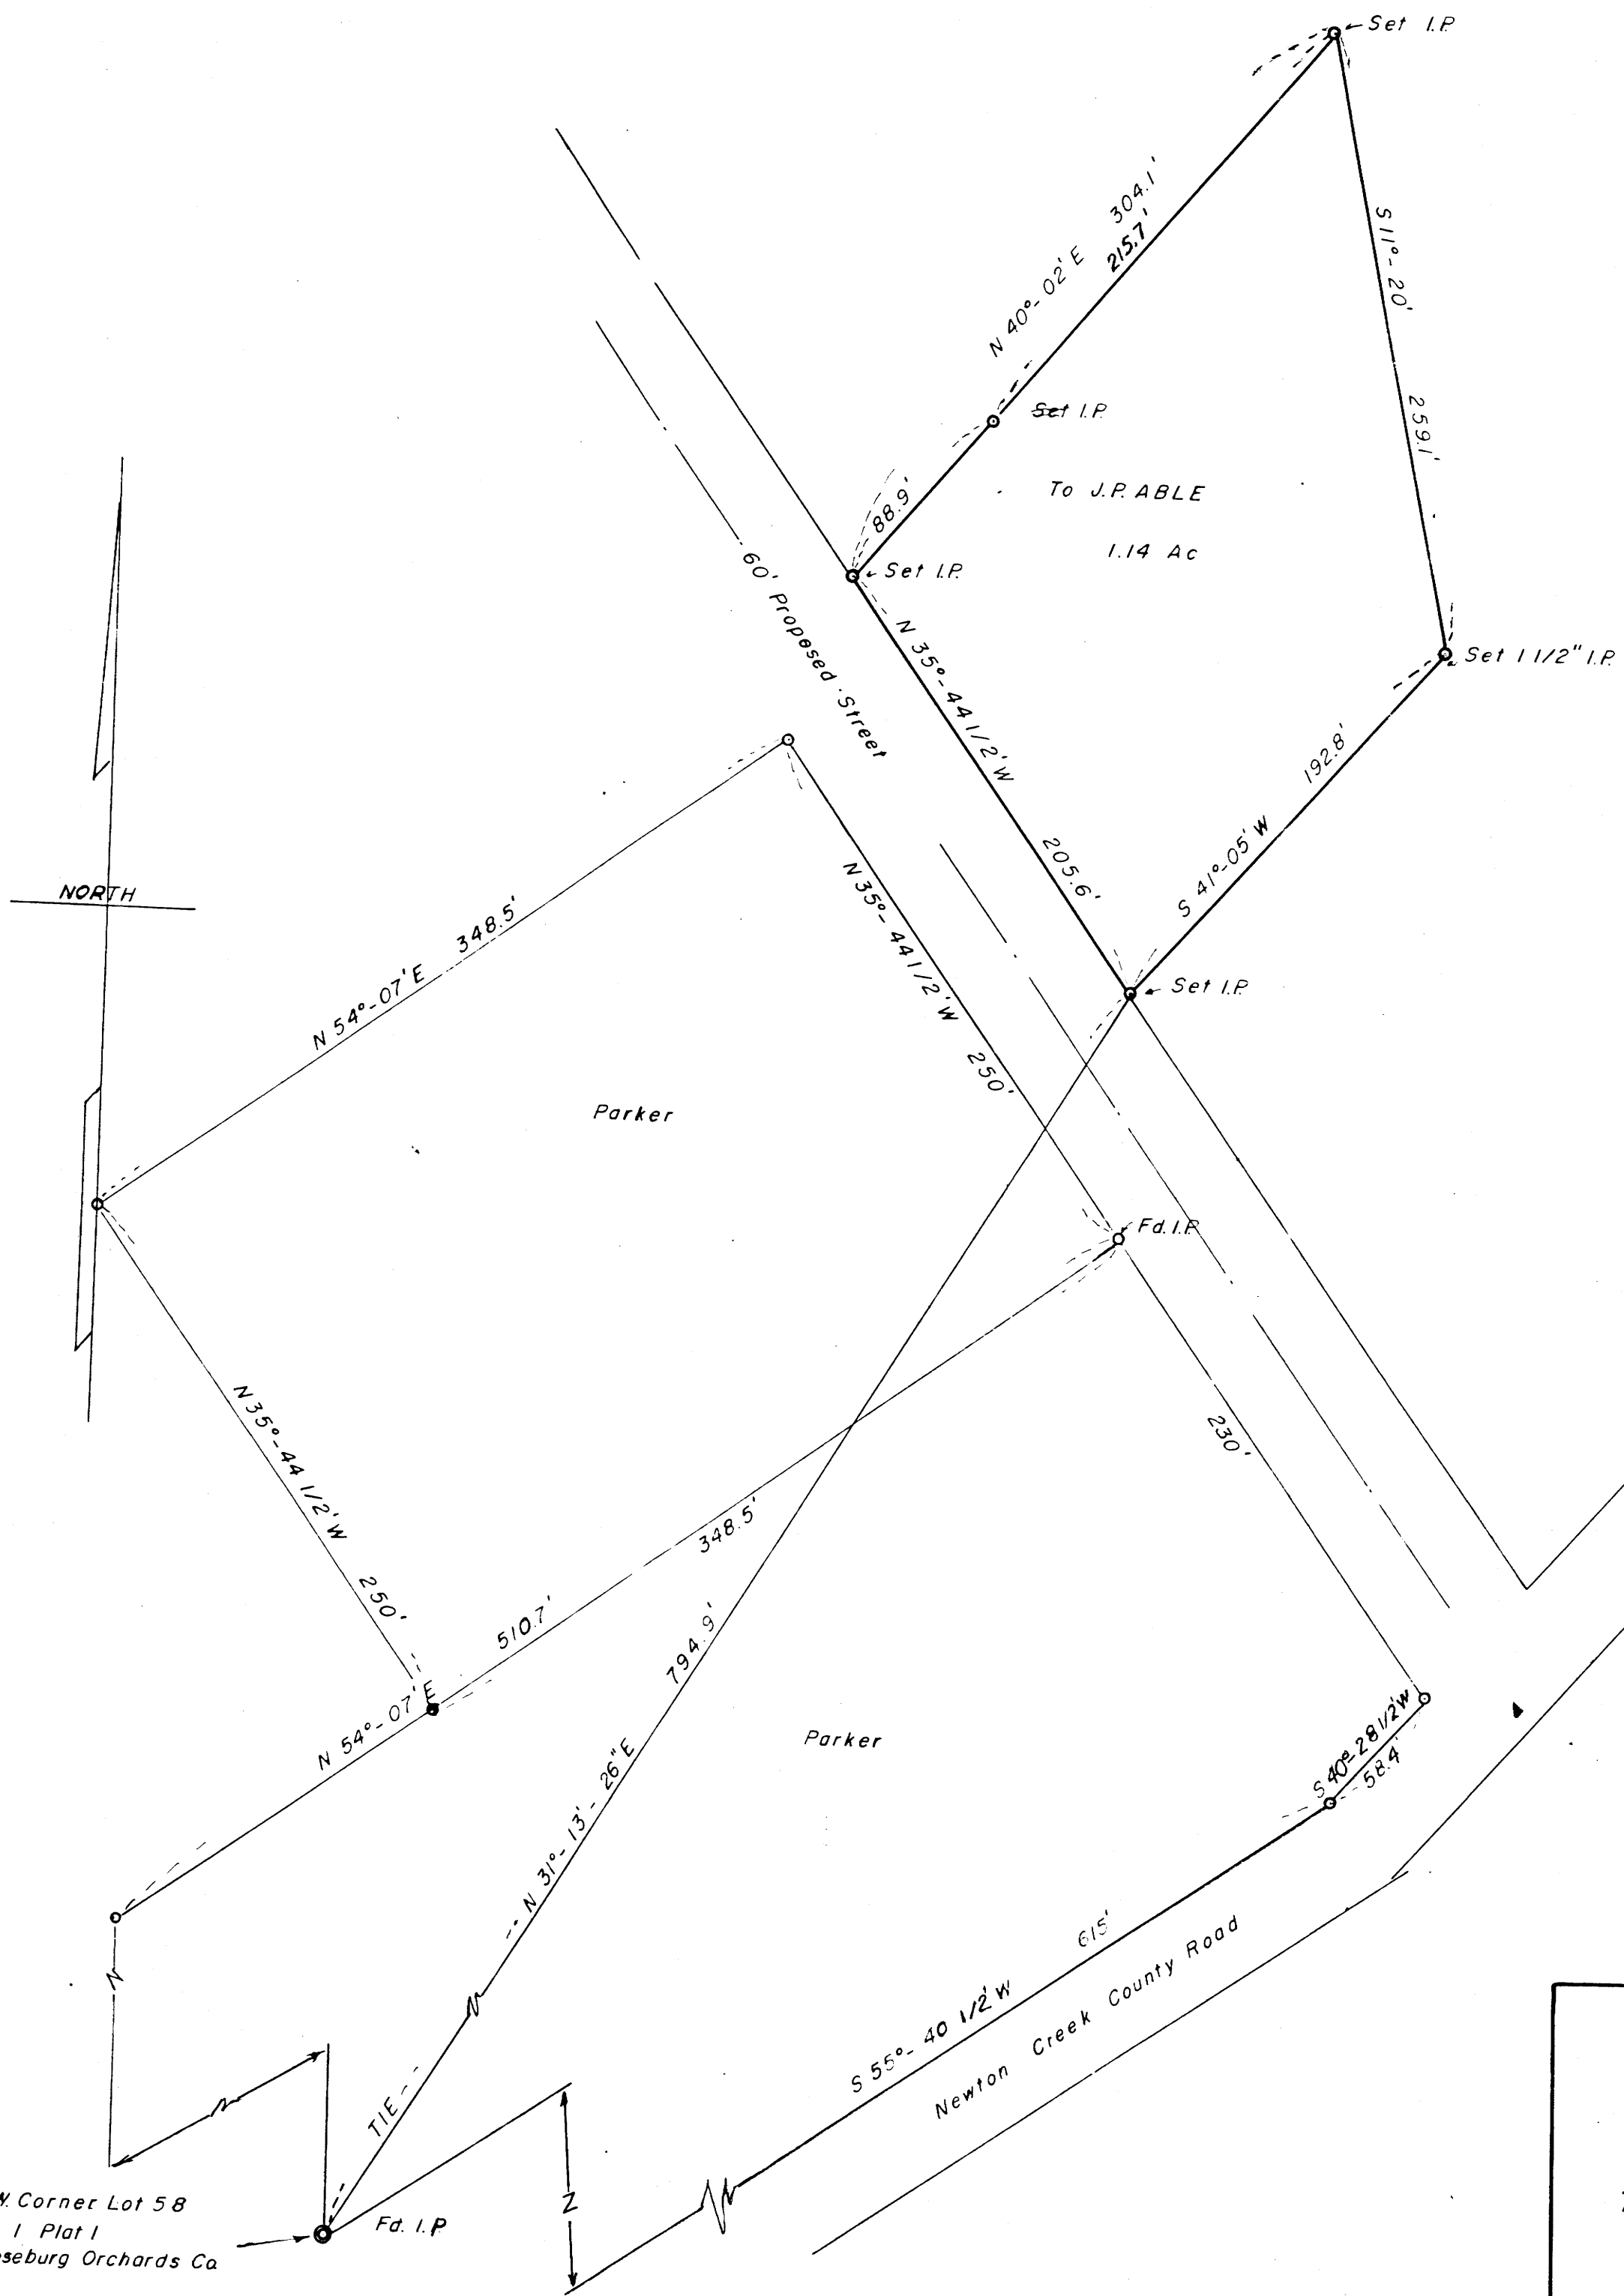 Set I.P.
N 40°-02' E 304.1'
215.7'
S 11°-20' 259.1'
Set I.P.
88.9'
To J.P. ABLE
1.14 Ac
Set I.P.
60' Proposed Street
N 35°-44 1/2' W 205.6'
Set 1 1/2" I.P.
S 41°-05' W 192.8'
NORTH
N 54°-07' E 348.5'
N 35°-44 1/2' W 250'
Set I.P.
Parker
Fd. I.P.
N 35°-44 1/2' W 250'
230'
348.5'
510.7'
N 54°-07' E
794.9'
N 31°-13'-26" E
TIE
Parker
S 40°-28 1/2' W
58.4'
615'
S 55°-40 1/2' W
Newton Creek County Road
W. Corner Lot 58
1 Plat 1
seburg Orchards Co.
Fd. I.P.